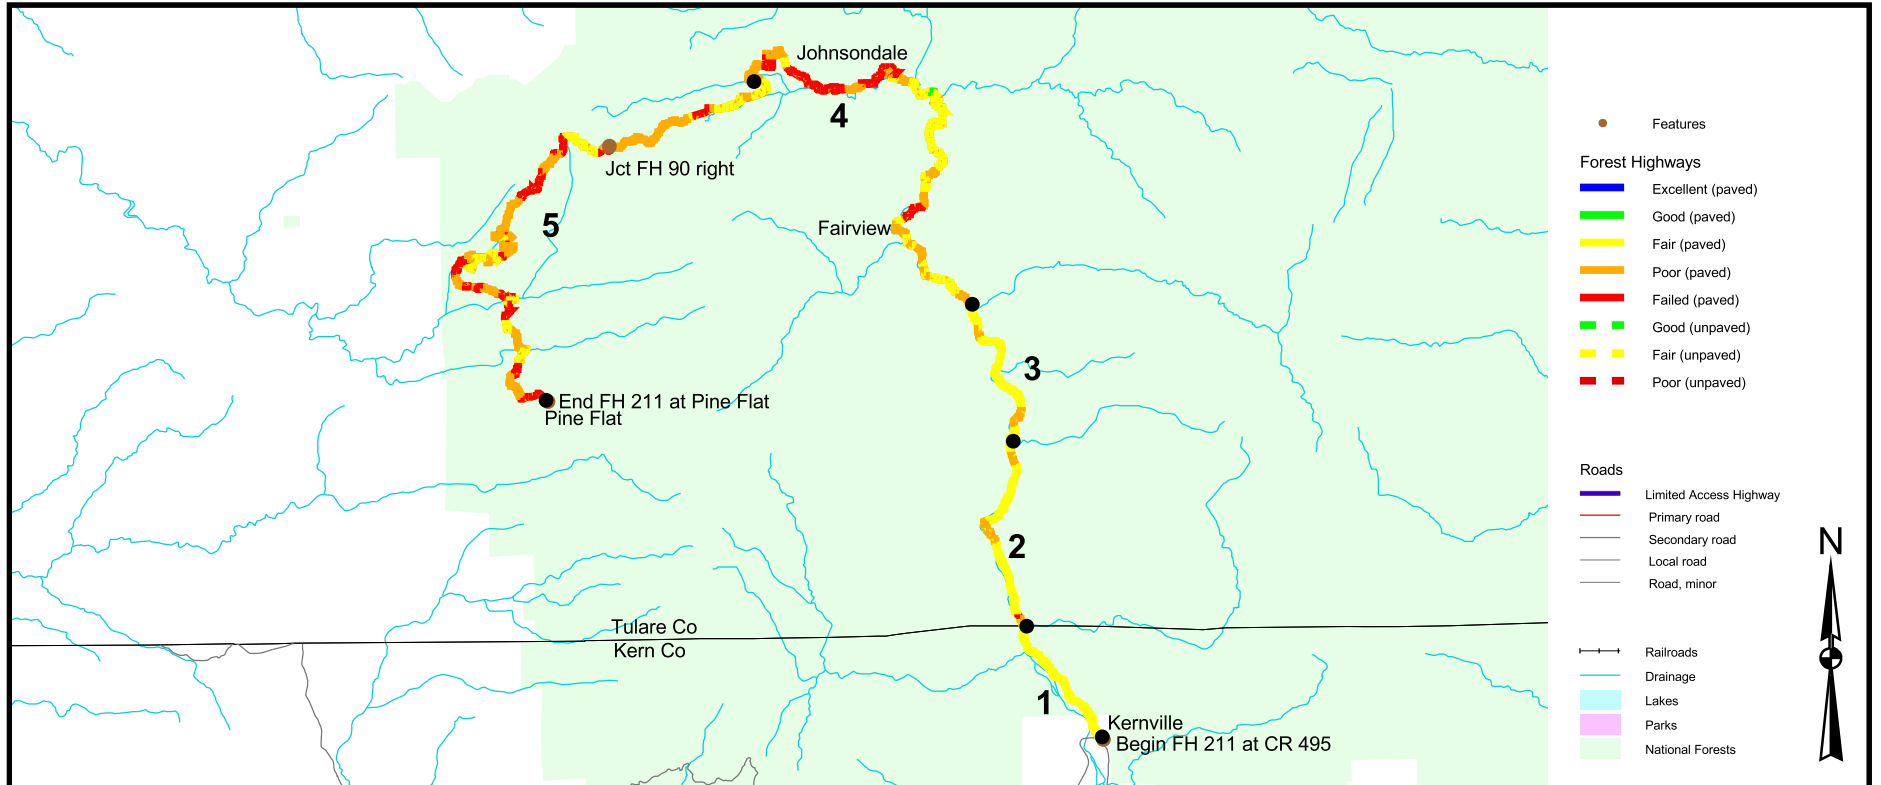 Johnsondale
4
Jct FH 90 right
5
Fairview
3
End FH 211 at Pine Flat
Pine Flat
2
Tulare Co
Kern Co
1
Kernville
Begin FH 211 at CR 495
Features
Forest Highways
Excellent (paved)
Good (paved)
Fair (paved)
Poor (paved)
Failed (paved)
Good (unpaved)
Fair (unpaved)
Poor (unpaved)
Roads
Limited Access Highway
Primary road
Secondary road
Local road
Road, minor
Railroads
Drainage
Lakes
Parks
National Forests
N